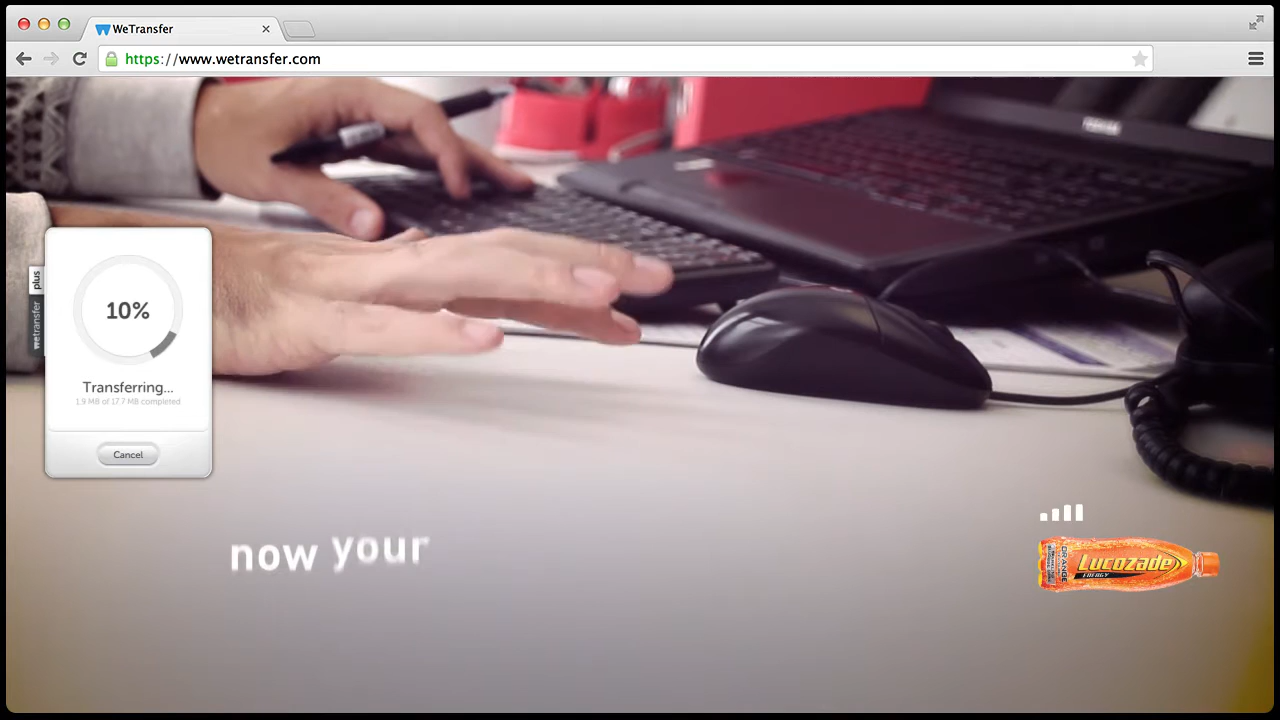 WeTransfer
https://www.wetransfer.com
plus
wetransfer
10%
Transferring...
1.9 MB of 17.7 MB completed
Cancel
now your
ORANGE
Lucozade
ENERGY